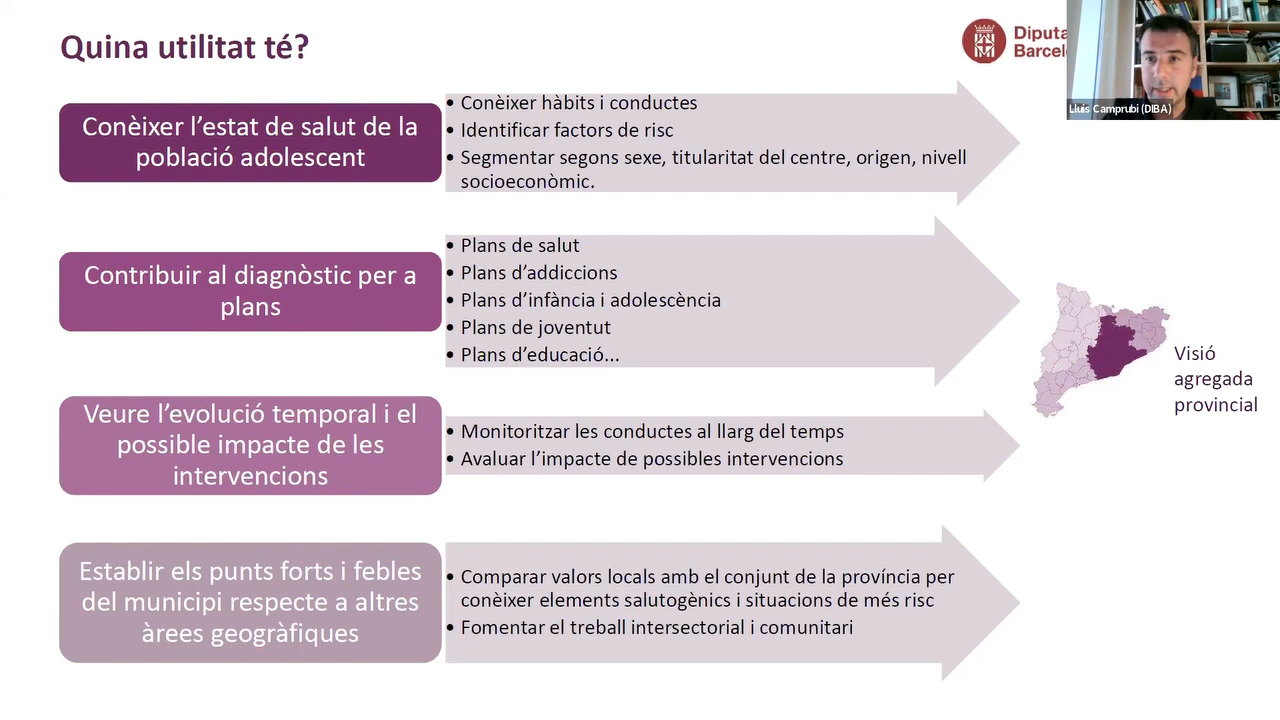 Quina utilitat té?
Diputa
Barcel
Lluís Camprubí (DIBA)
Conèixer l'estat de salut de la
població adolescent
• Conèixer hàbits i conductes
• Identificar factors de risc
• Segmentar segons sexe, titularitat del centre, origen, nivell
socioeconòmic.
Contribuir al diagnòstic per a
plans
• Plans de salut
• Plans d'addiccions
• Plans d'infància i adolescència
• Plans de joventut
• Plans d'educació...
Visió
agregada
provincial
Veure l'evolució temporal i el
possible impacte de les
intervencions
• Monitoritzar les conductes al llarg del temps
• Avaluar l'impacte de possibles intervencions
Establir els punts forts i febles
del municipi respecte a altres
àrees geogràfiques
• Comparar valors locals amb el conjunt de la província per
conèixer elements salutogènics i situacions de més risc
• Fomentar el treball intersectorial i comunitari